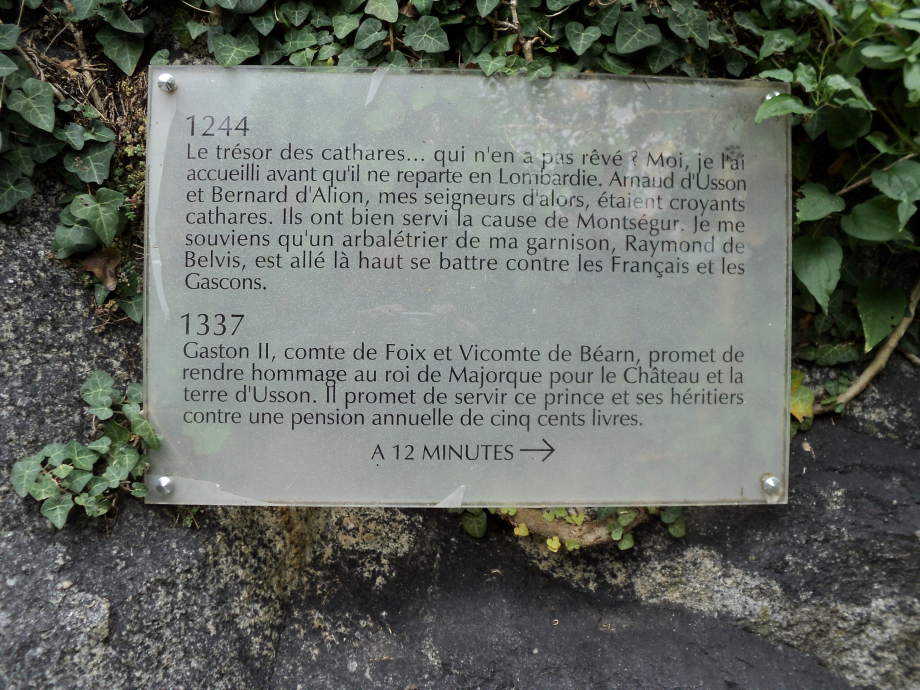 1244
Le trésor des cathares... qui n'en a pas rêvé ? Moi, je l'ai
accueilli avant qu'il ne reparte en Lombardie. Arnaud d'Usson
et Bernard d'Alion, mes seigneurs d'alors, étaient croyants
cathares. Ils ont bien servi la cause de Montségur. Je me
souviens qu'un arbalétrier de ma garnison, Raymond de
Belvis, est allé là haut se battre contre les Français et les
Gascons.
1337
Gaston II, comte de Foix et Vicomte de Béarn, promet de
rendre hommage au roi de Majorque pour le Château et la
terre d'Usson. Il promet de servir ce prince et ses héritiers
contre une pension annuelle de cinq cents livres.
A 12 MINUTES →